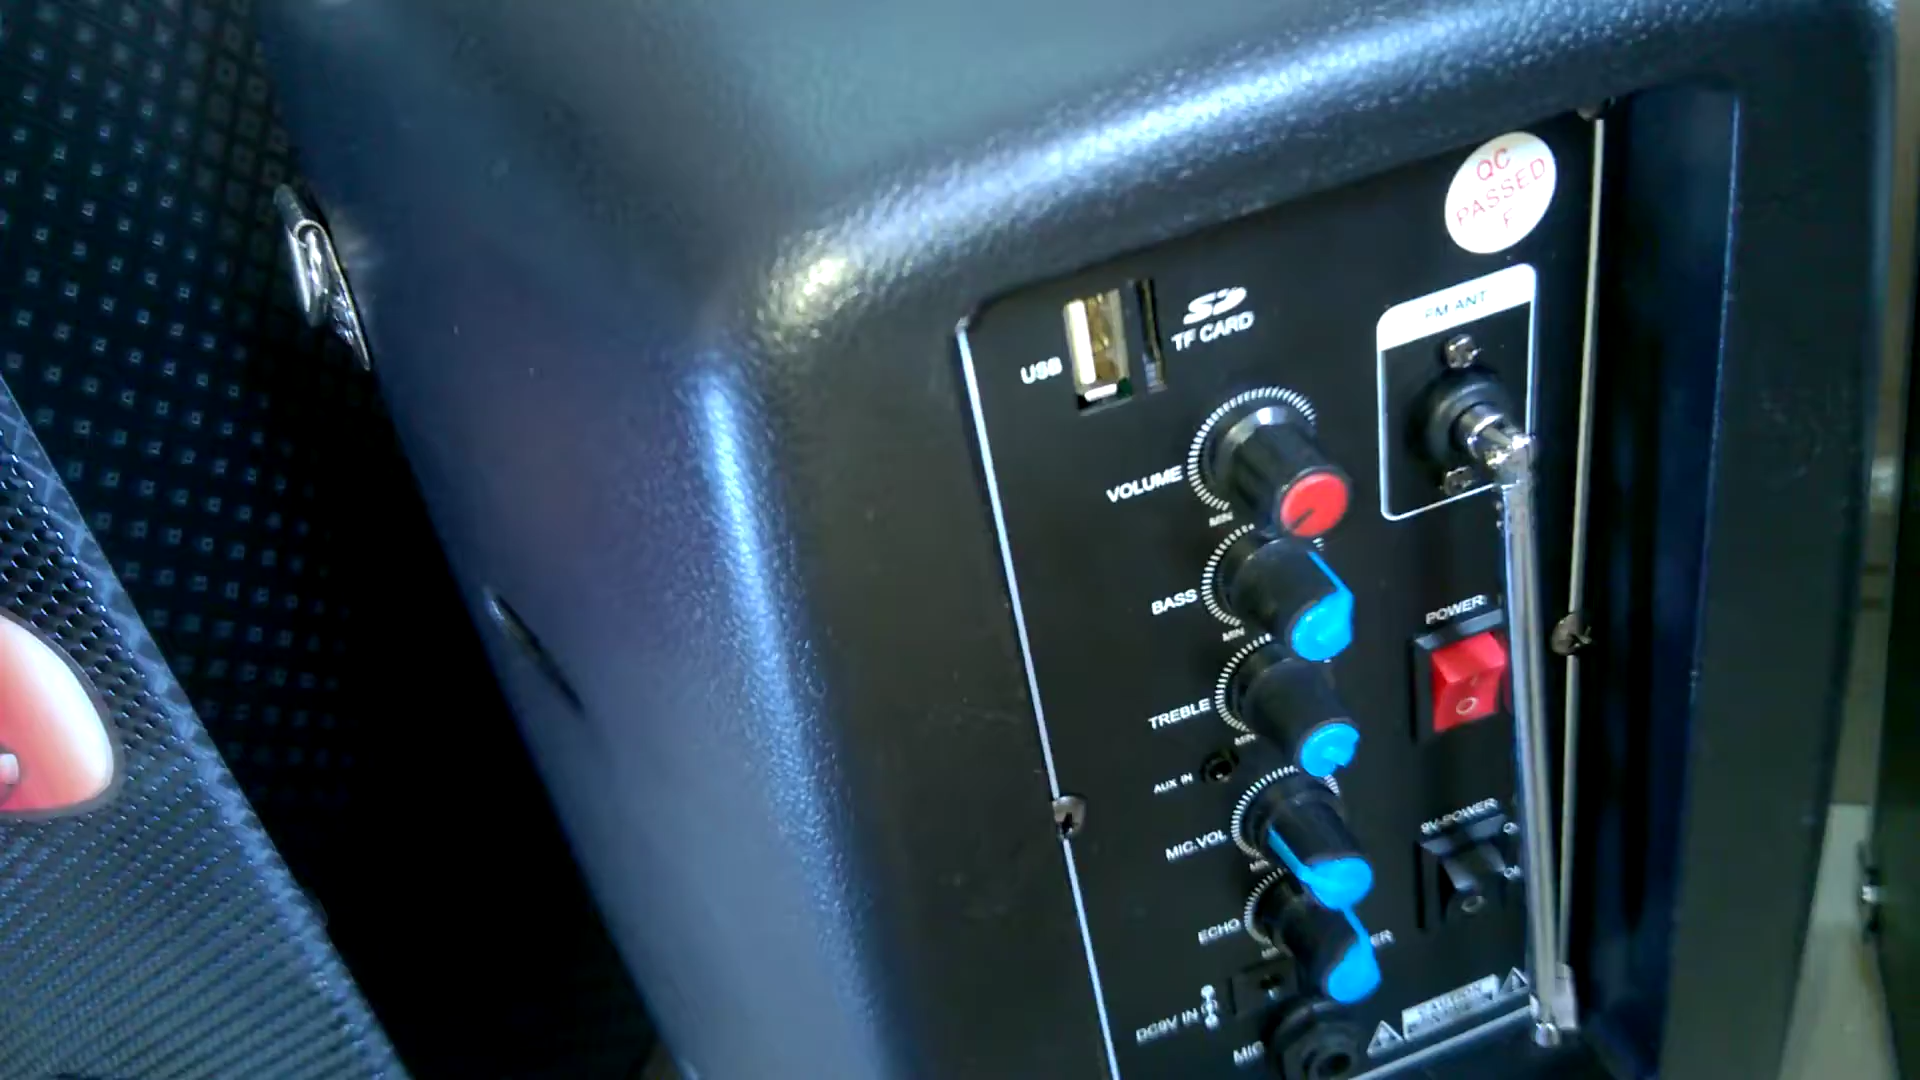 QC
PASSED
F
FM ANT
USB
TF CARD
VOLUME
MIN
BASS
MIN
POWER
TREBLE
MIN
AUX IN
MIC.VOL
9V-POWER
ECHO
DC9V IN
MIC